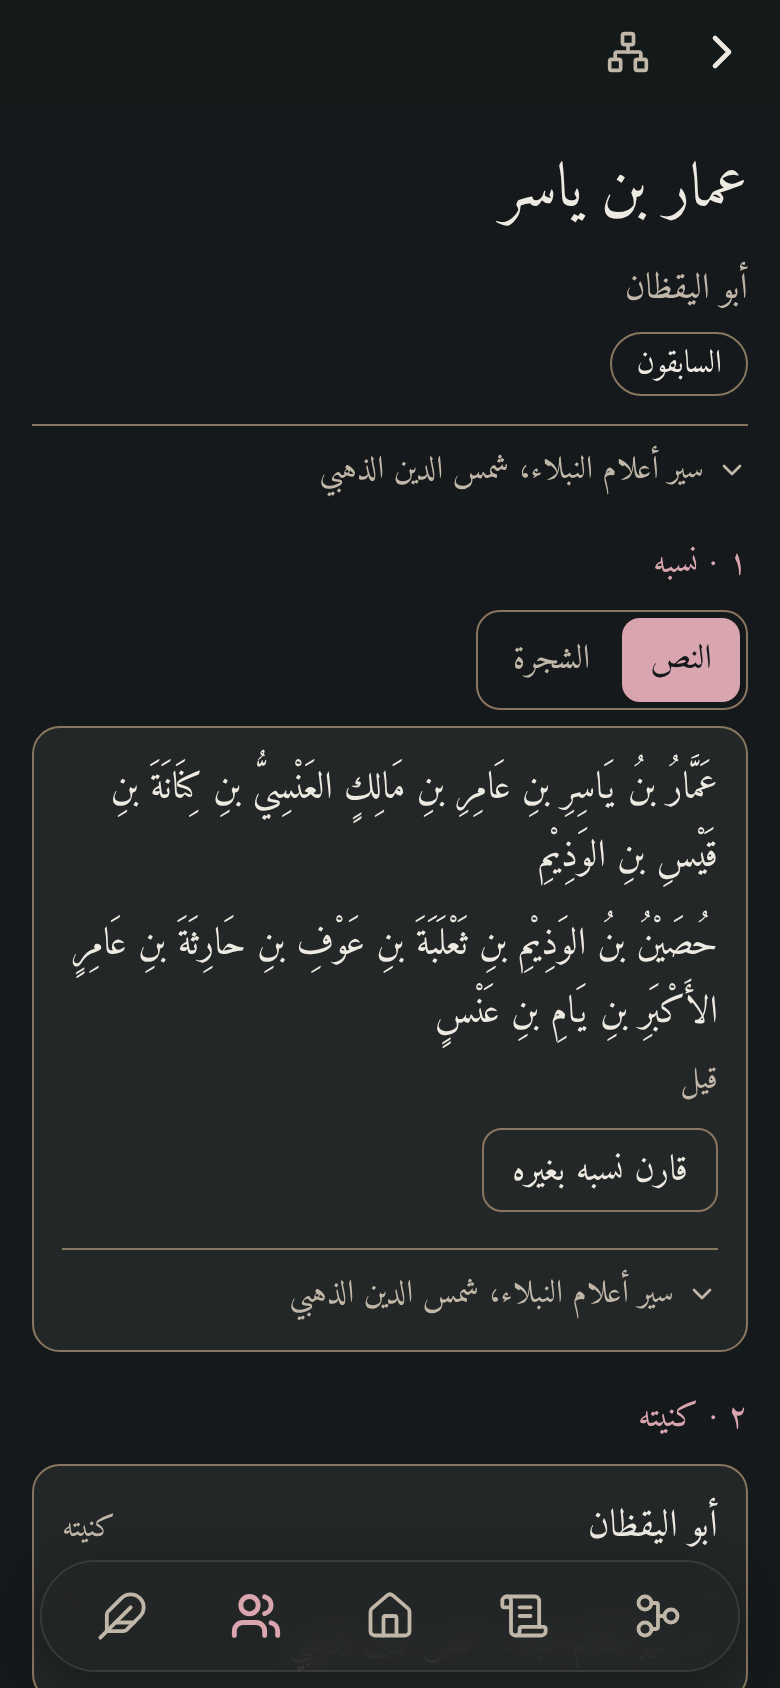 عمار بن ياسر
أبو اليقظان
السابقون
سير أعلام النبلاء، شمس الدين الذهبي
١ · نسبه
النص
الشجرة
عَمَّارُ بنُ يَاسِرِ بنِ عَامِرِ بنِ مَالِكٍ العَنْسِيُّ بنِ كِنَانَةَ بنِ
قَيْسِ بنِ الوَذِيْمِ
حُصَيْنُ بنُ الوَذِيْمِ بنِ ثَعْلَبَةَ بنِ عَوْفِ بنِ حَارِثَةَ بنِ عَامِرٍ
الأَكْبَرِ بنِ يَامِ بنِ عَنْسٍ
قيل
قارن نسبه بغيره
سير أعلام النبلاء، شمس الدين الذهبي
٢ · كنيته
أبو اليقظان
كنيته